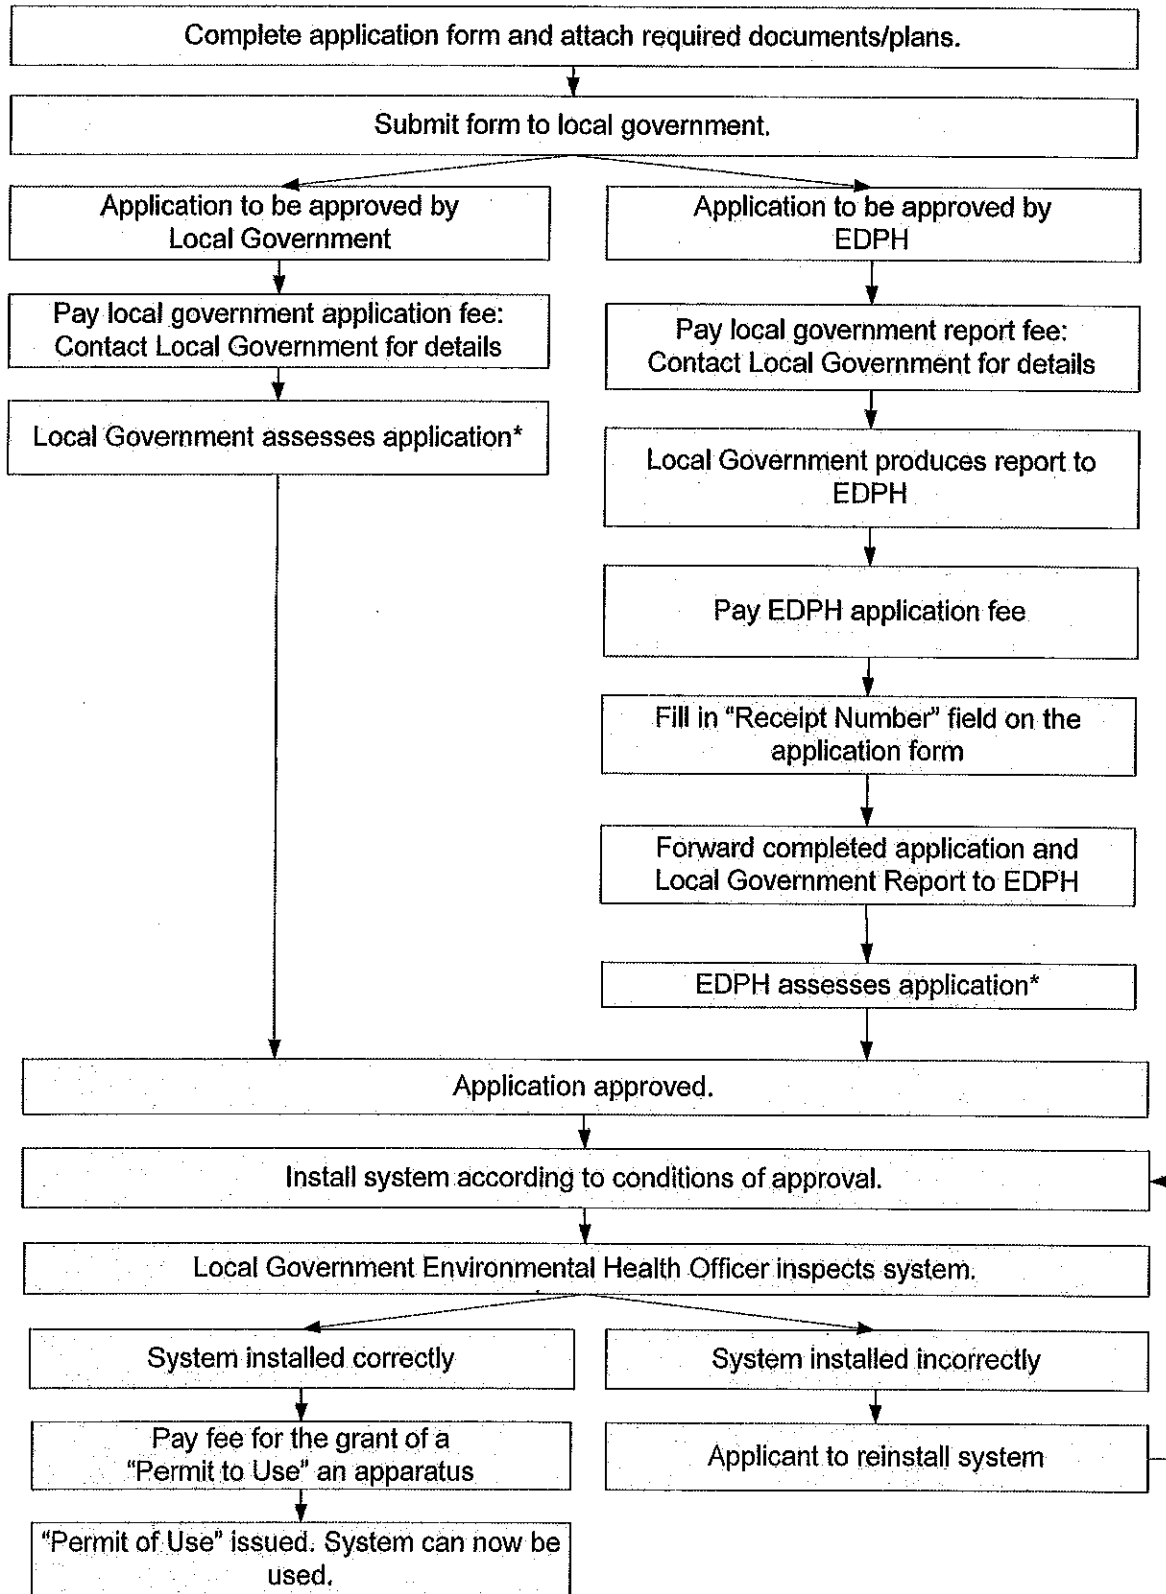 Complete application form and attach required documents/plans.
Submit form to local government.
Application to be approved by
Local Government
Application to be approved by
EDPH
Pay local government application fee:
Contact Local Government for details
Pay local government report fee:
Contact Local Government for details
Local Government assesses application*
Local Government produces report to
EDPH
Pay EDPH application fee
Fill in “Receipt Number” field on the
application form
Forward completed application and
Local Government Report to EDPH
EDPH assesses application*
Application approved.
Install system according to conditions of approval.
Local Government Environmental Health Officer inspects system.
System installed correctly
System installed incorrectly
Pay fee for the grant of a
“Permit to Use” an apparatus
Applicant to reinstall system
“Permit of Use” issued. System can now be
used.